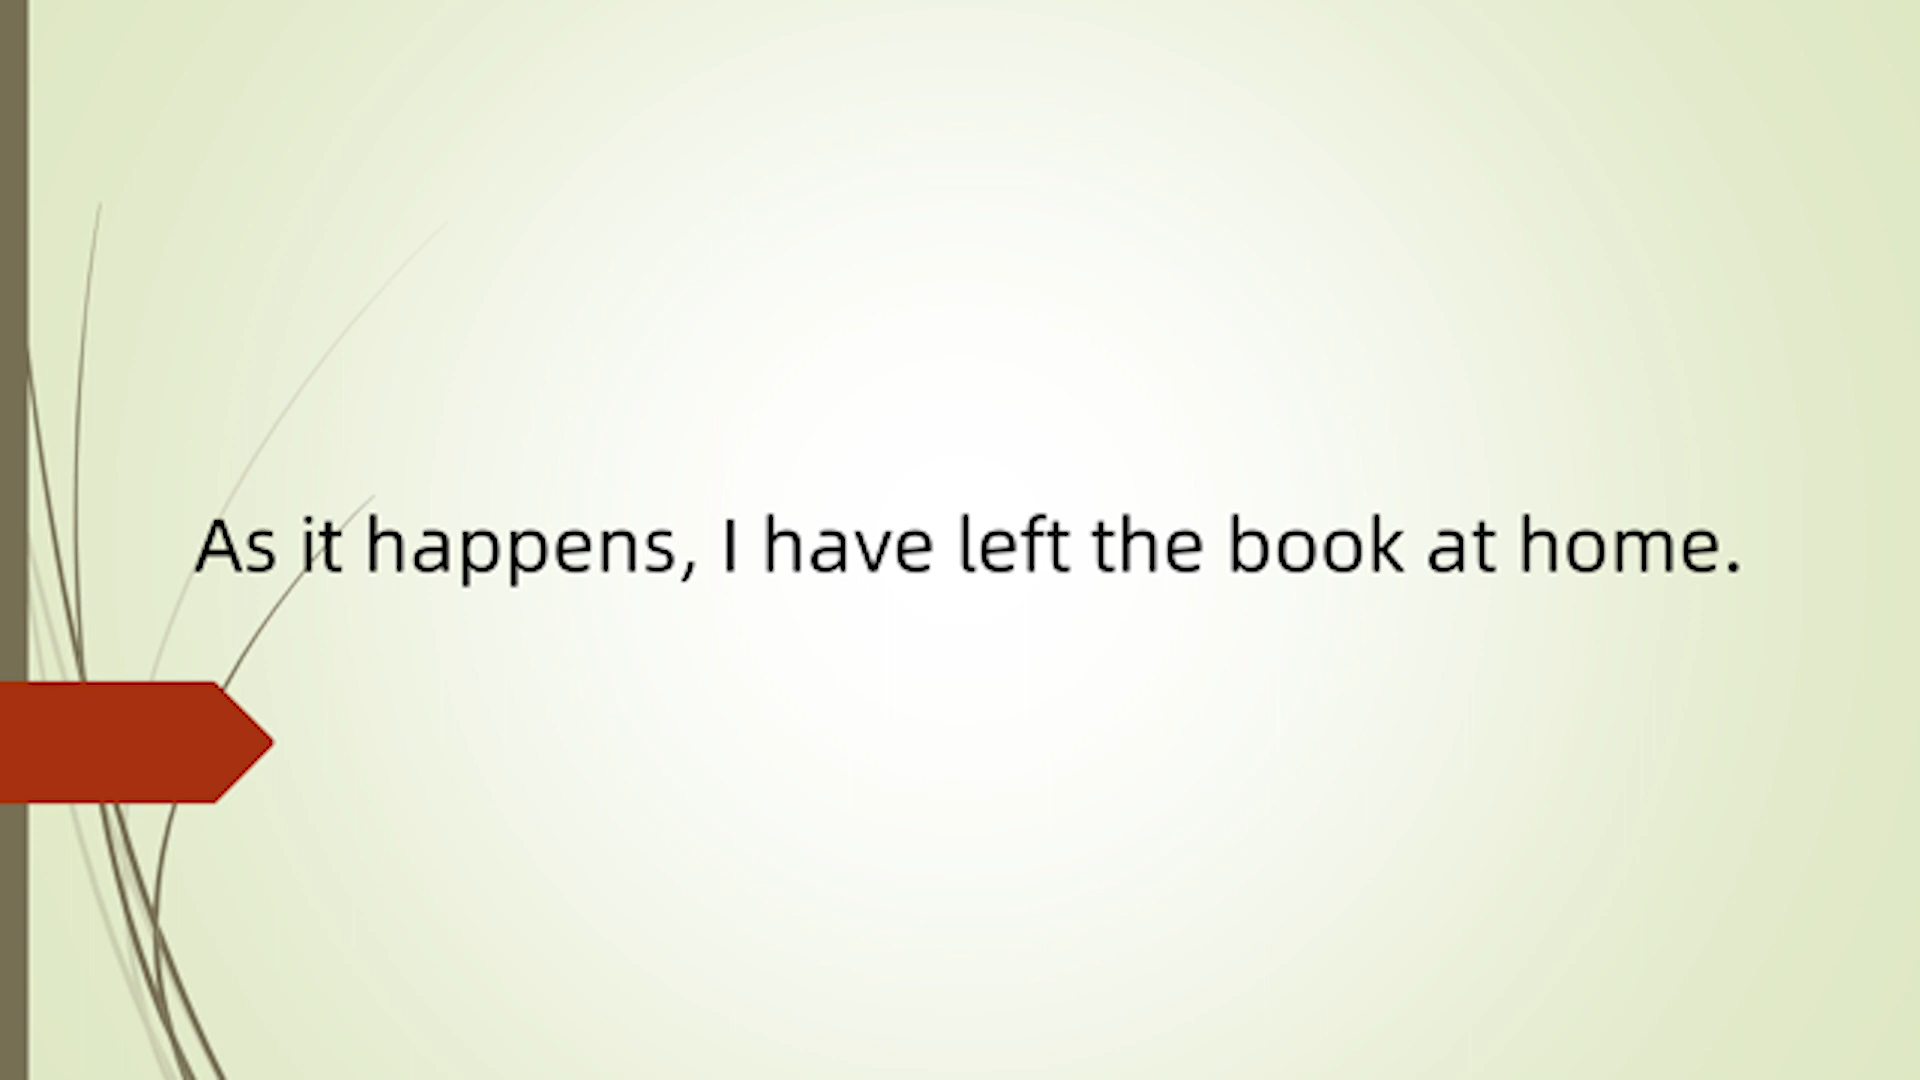 As it happens, I have left the book at home.